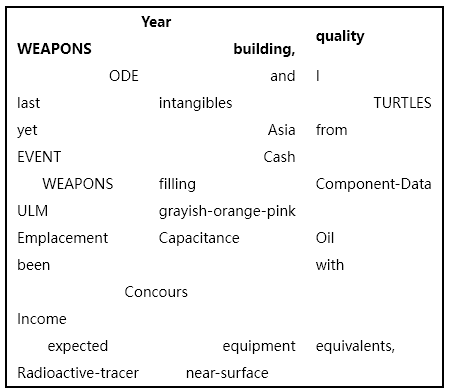 Year
quality
WEAPONS building,
ODE and I
last intangibles TURTLES
yet Asia from
EVENT Cash
WEAPONS filling Component-Data
ULM grayish-orange-pink
Emplacement Capacitance Oil
been with
Concours
Income
expected equipment equivalents,
Radioactive-tracer near-surface